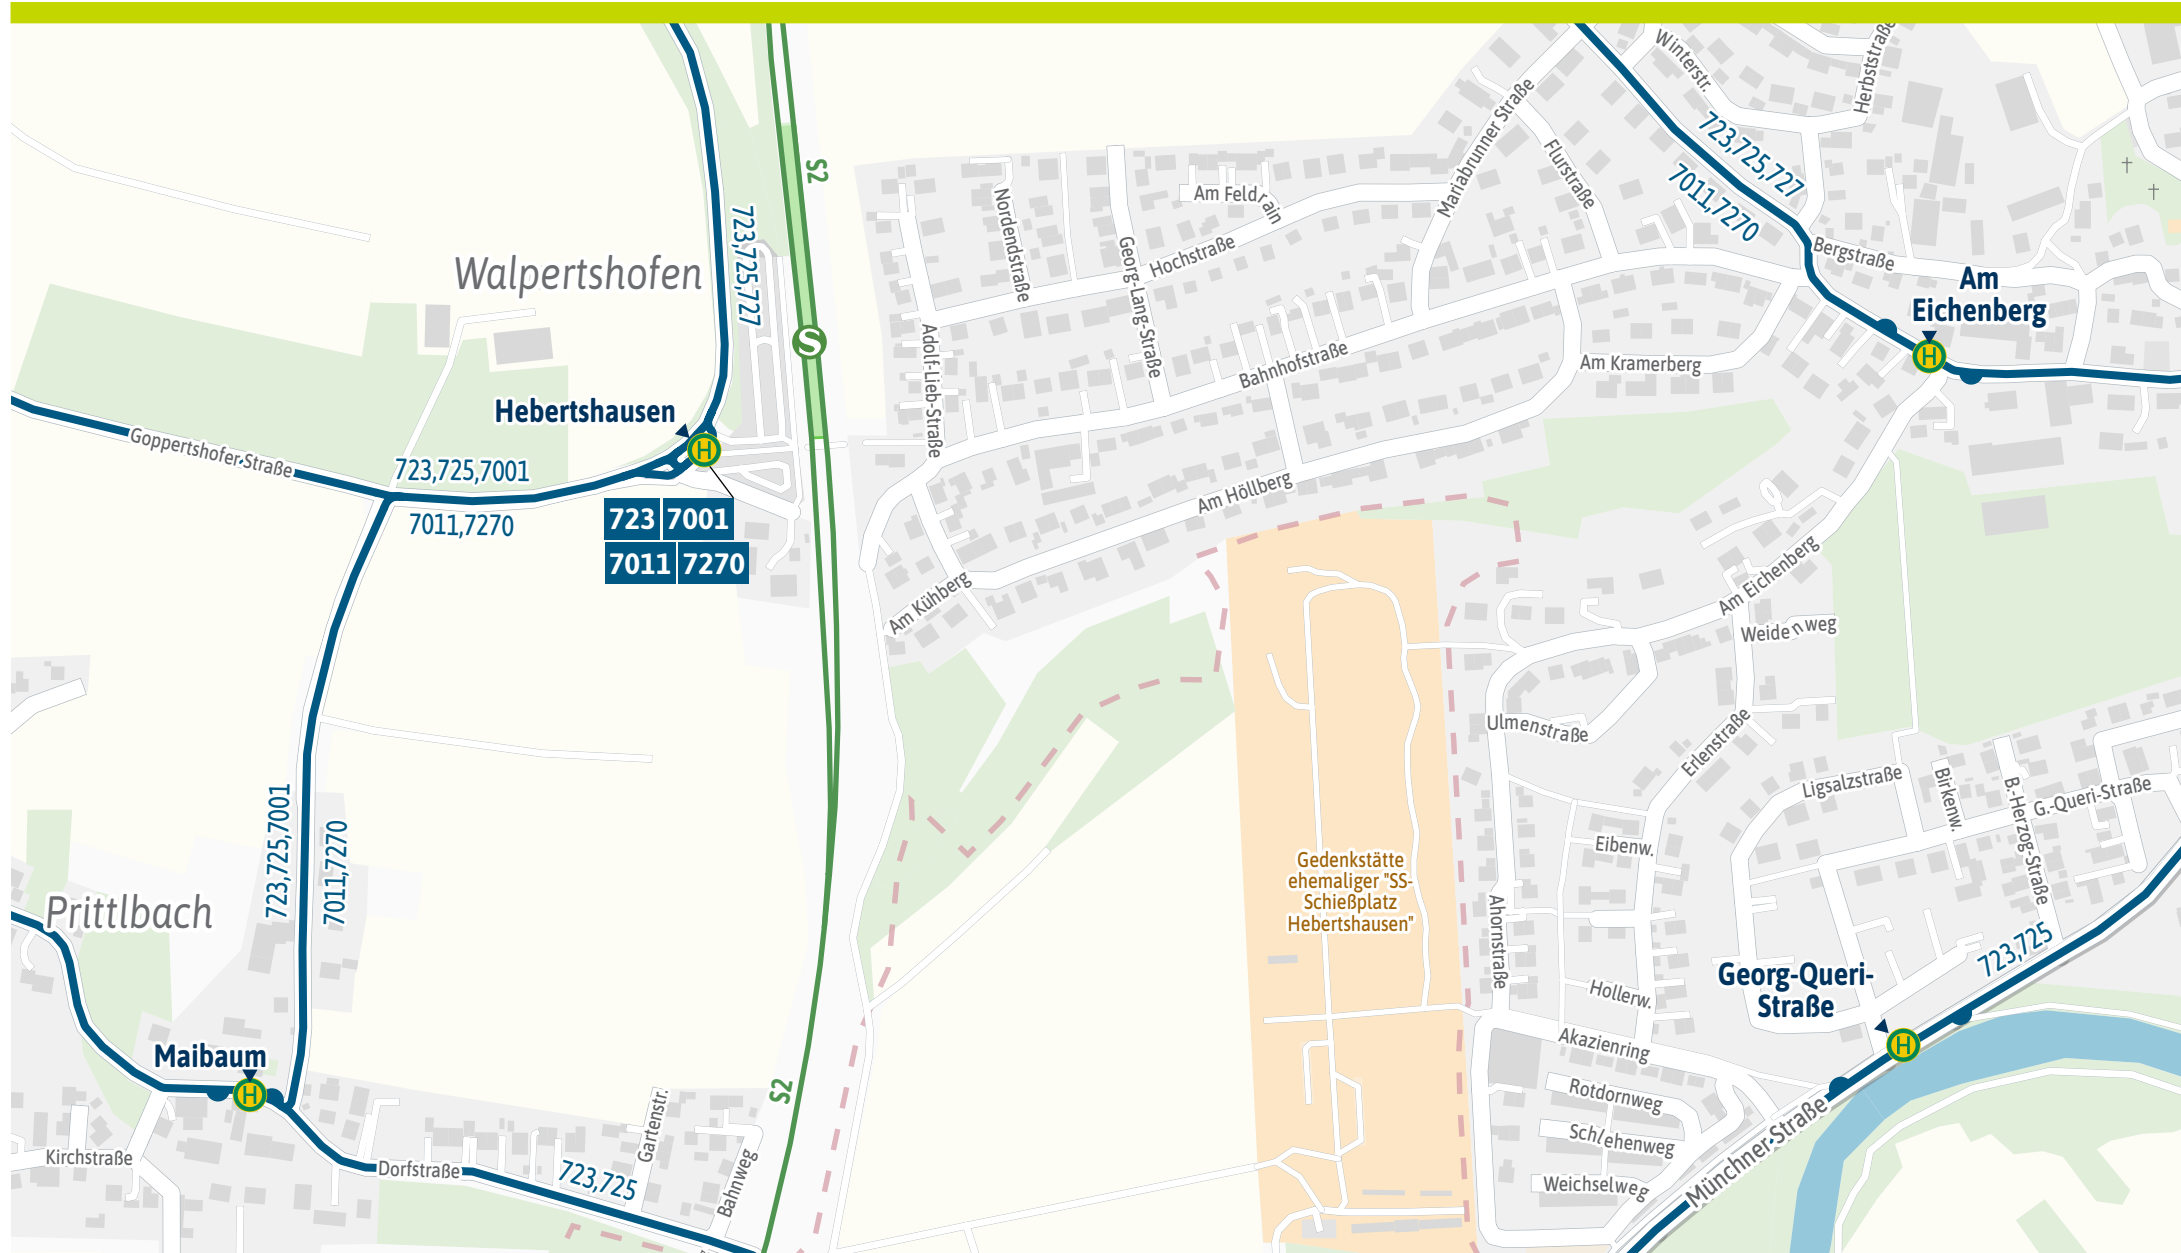 Winterstr.
Herbststraße
723,725,727
7011,7270
Mariabrunner Straße
Flurstraße
S2
Am Feldrain
Nordendstraße
Georg-Lang-Straße
Hochstraße
Bergstraße
Am
Eichenberg
H
Walpertshofen
723,725,727
S
Adolf-Lieb-Straße
Bahnhofstraße
Am Kramerberg
Hebertshausen
H
Goppertshofer Straße
723,725,7001
7011,7270
723 7001
7011 7270
Am Höllberg
Am Kühberg
Am Eichenberg
Weidenweg
Ulmenstraße
Erlenstraße
Ligsalzstraße
Birkenw.
B.-Herzog-Straße
G.-Queri-Straße
Eibenw.
723,725,7001
7011,7270
Gedenkstätte
ehemaliger "SS-
Schießplatz
Hebertshausen"
Ahornstraße
Prittlbach
723,725
Georg-Queri-
Straße
H
Hollerw.
Akazienring
Maibaum
H
S2
Rotdornweg
Schlehenweg
Weichselweg
Münchner Straße
Kirchstraße
Dorfstraße
Gartenstr.
723,725
Bahnweg